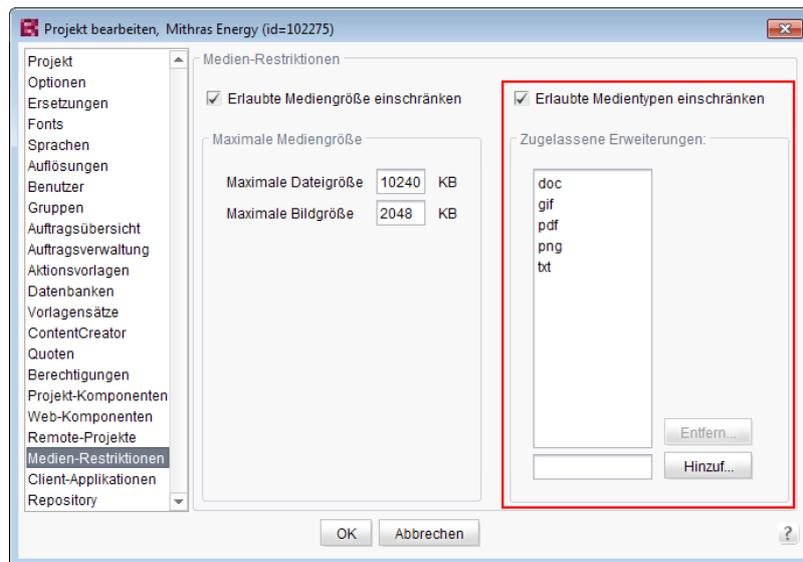 Projekt bearbeiten, Mithras Energy (id=102275)
Projekt
Optionen
Ersetzungen
Fonts
Sprachen
Auflösungen
Benutzer
Gruppen
Auftragsübersicht
Auftragsverwaltung
Aktionsvorlagen
Datenbanken
Vorlagensätze
ContentCreator
Quoten
Berechtigungen
Projekt-Komponenten
Web-Komponenten
Remote-Projekte
Medien-Restriktionen
Client-Applikationen
Repository
Medien-Restriktionen
Erlaubte Mediengröße einschränken
Maximale Mediengröße
Maximale Dateigröße 10240 KB
Maximale Bildgröße 2048 KB
Erlaubte Medientypen einschränken
Zugelassene Erweiterungen:
doc
gif
pdf
png
txt
Entfern...
Hinzuf...
OK Abbrechen ?